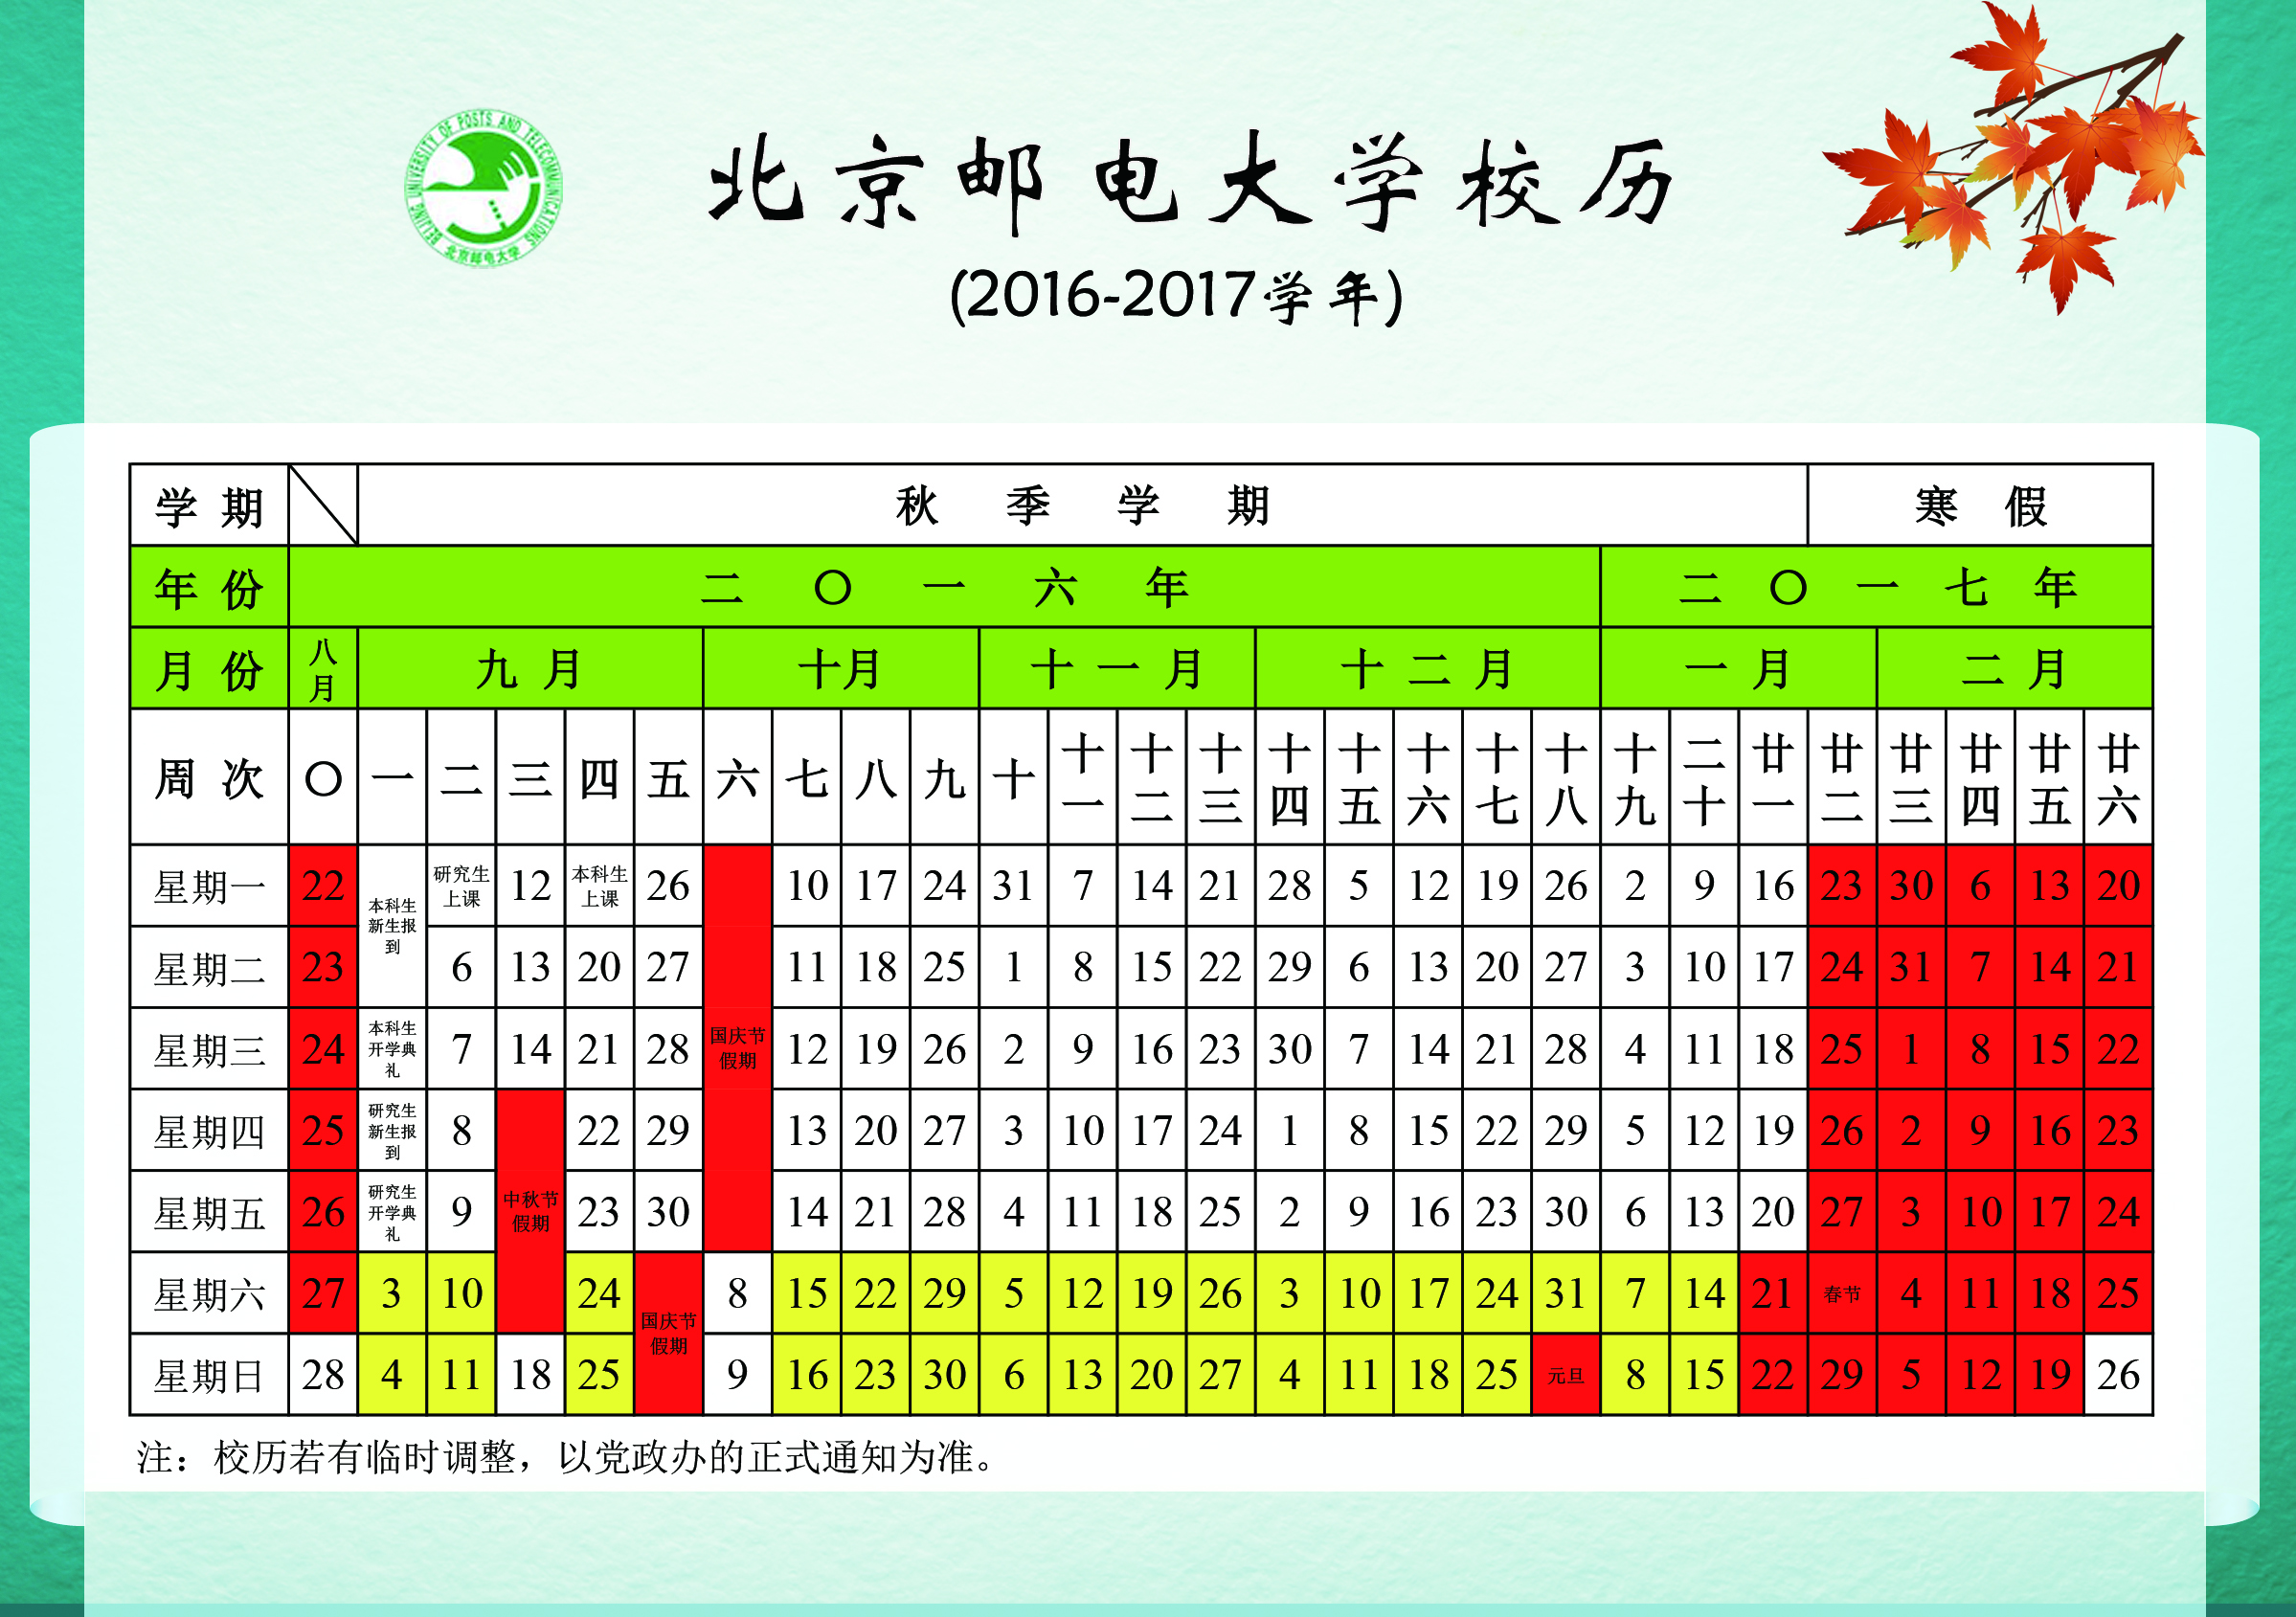 BEIJING UNIVERSITY OF POSTS AND TELECOMMUNICATIONS
北京邮电大学
北京邮电大学校历
(2016-2017学年)
学期 秋季学期 寒假
年份 二〇一六年 二〇一七年
月份 八月 九月 十月 十一月 十二月 一月 二月
周次 〇 一 二 三 四 五 六 七 八 九 十 十一 十二 十三 十四 十五 十六 十七 十八 十九 二十 廿一 廿二 廿三 廿四 廿五 廿六
星期一 22 本科生新生报到 研究生上课 12 本科生上课 26 国庆节假期 10 17 24 31 7 14 21 28 5 12 19 26 2 9 16 23 30 6 13 20
星期二 23 6 13 20 27 11 18 25 1 8 15 22 29 6 13 20 27 3 10 17 24 31 7 14 21
星期三 24 本科生开学典礼 7 14 21 28 12 19 26 2 9 16 23 30 7 14 21 28 4 11 18 25 1 8 15 22
星期四 25 研究生新生报到 8 中秋节假期 22 29 13 20 27 3 10 17 24 1 8 15 22 29 5 12 19 26 2 9 16 23
星期五 26 研究生开学典礼 9 23 30 14 21 28 4 11 18 25 2 9 16 23 30 6 13 20 27 3 10 17 24
星期六 27 3 10 24 国庆节假期 8 15 22 29 5 12 19 26 3 10 17 24 31 7 14 21 春节 4 11 18 25
星期日 28 4 11 18 25 9 16 23 30 6 13 20 27 4 11 18 25 元旦 8 15 22 29 5 12 19 26
注：校历若有临时调整，以党政办的正式通知为准。